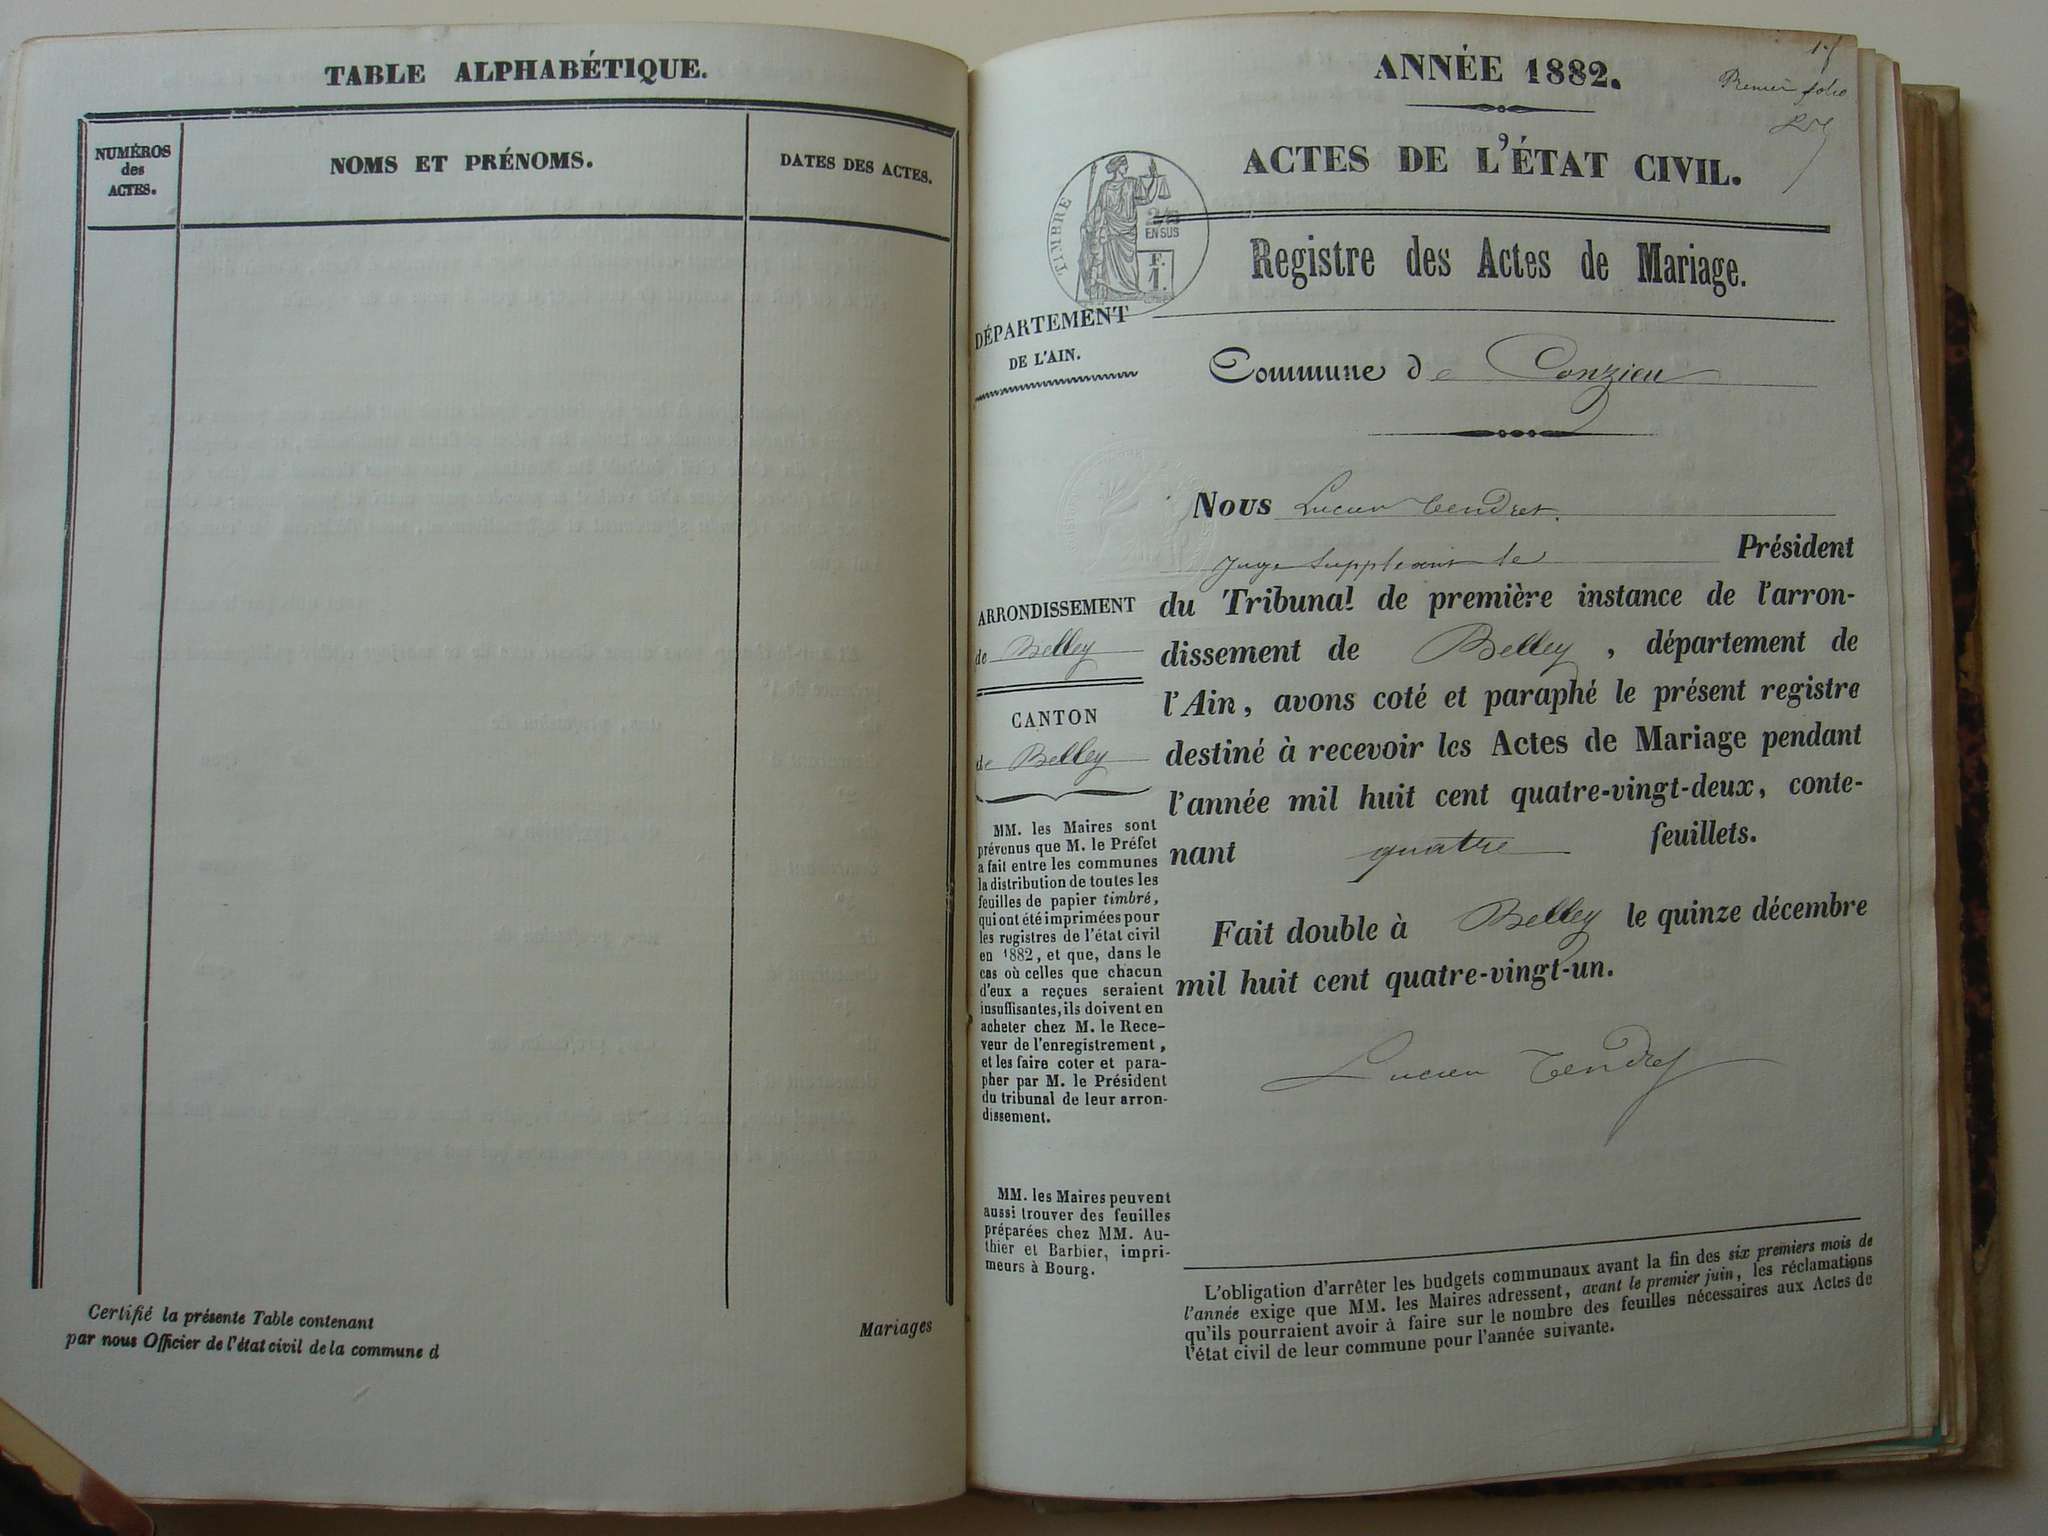 TABLE ALPHABÉTIQUE.
NUMÉROS
des
ACTES.
NOMS ET PRÉNOMS.
DATES DES ACTES.
Certifié la présente Table contenant
Mariages
par nous Officier de l'état civil de la commune d
ANNÉE 1882.
Premier folio
ACTES DE L'ÉTAT CIVIL.
TIMBRE
2/10
EN SUS
F.
1.
Registre des Actes de Mariage.
DÉPARTEMENT
DE L'AIN.
Commune de Conzieu
Nous Lucien Tendret
Juge Suppléant le Président
du Tribunal de première instance de l'arron-
dissement de Belley, département de
l'Ain, avons coté et paraphé le présent registre
destiné à recevoir les Actes de Mariage pendant
l'année mil huit cent quatre-vingt-deux, conte-
nant quatre feuillets.
Fait double à Belley le quinze décembre
mil huit cent quatre-vingt-un.
Lucien Tendret
ARRONDISSEMENT
de Belley
CANTON
de Belley
MM. les Maires sont
prévenus que M. le Préfet
a fait entre les communes
la distribution de toutes les
feuilles de papier timbré,
qui ont été imprimées pour
les registres de l'état civil
en 1882, et que, dans le
cas où celles que chacun
d'eux a reçues seraient
insuffisantes, ils doivent en
acheter chez M. le Rece-
veur de l'enregistrement,
et les faire coter et para-
pher par M. le Président
du tribunal de leur arron-
dissement.
MM. les Maires peuvent
aussi trouver des feuilles
préparées chez MM. Au-
thier et Barbier, impri-
meurs à Bourg.
L'obligation d'arrêter les budgets communaux avant la fin des six premiers mois de
l'année exige que MM. les Maires adressent, avant le premier juin, les réclamations
qu'ils pourraient avoir à faire sur le nombre des feuilles nécessaires aux Actes de
l'état civil de leur commune pour l'année suivante.